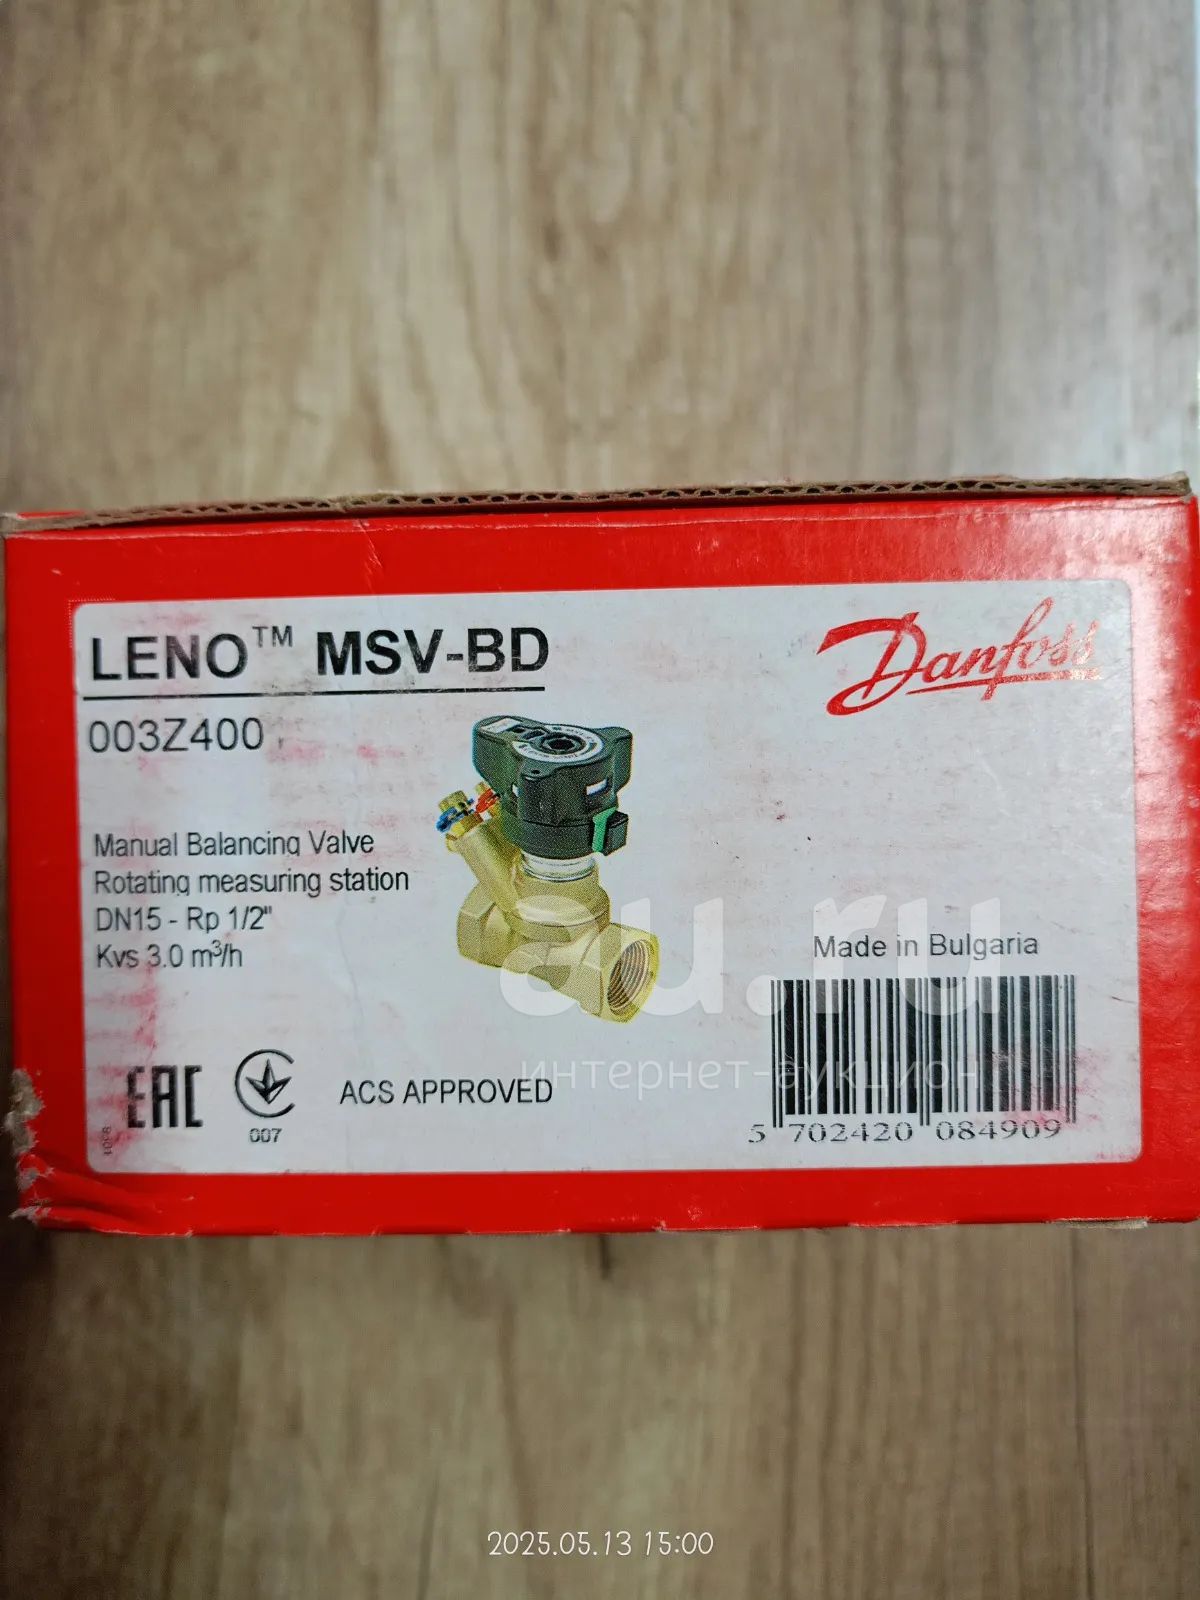 LENO™ MSV-BD
Danfoss
003Z400
Manual Balancing Valve
Rotating measuring station
DN15 - Rp 1/2"
Kvs 3.0 m³/h
Made in Bulgaria
EAC
007
ACS APPROVED
5 702420 084909
au.ru
интернет-аукцион
2025.05.13 15:00